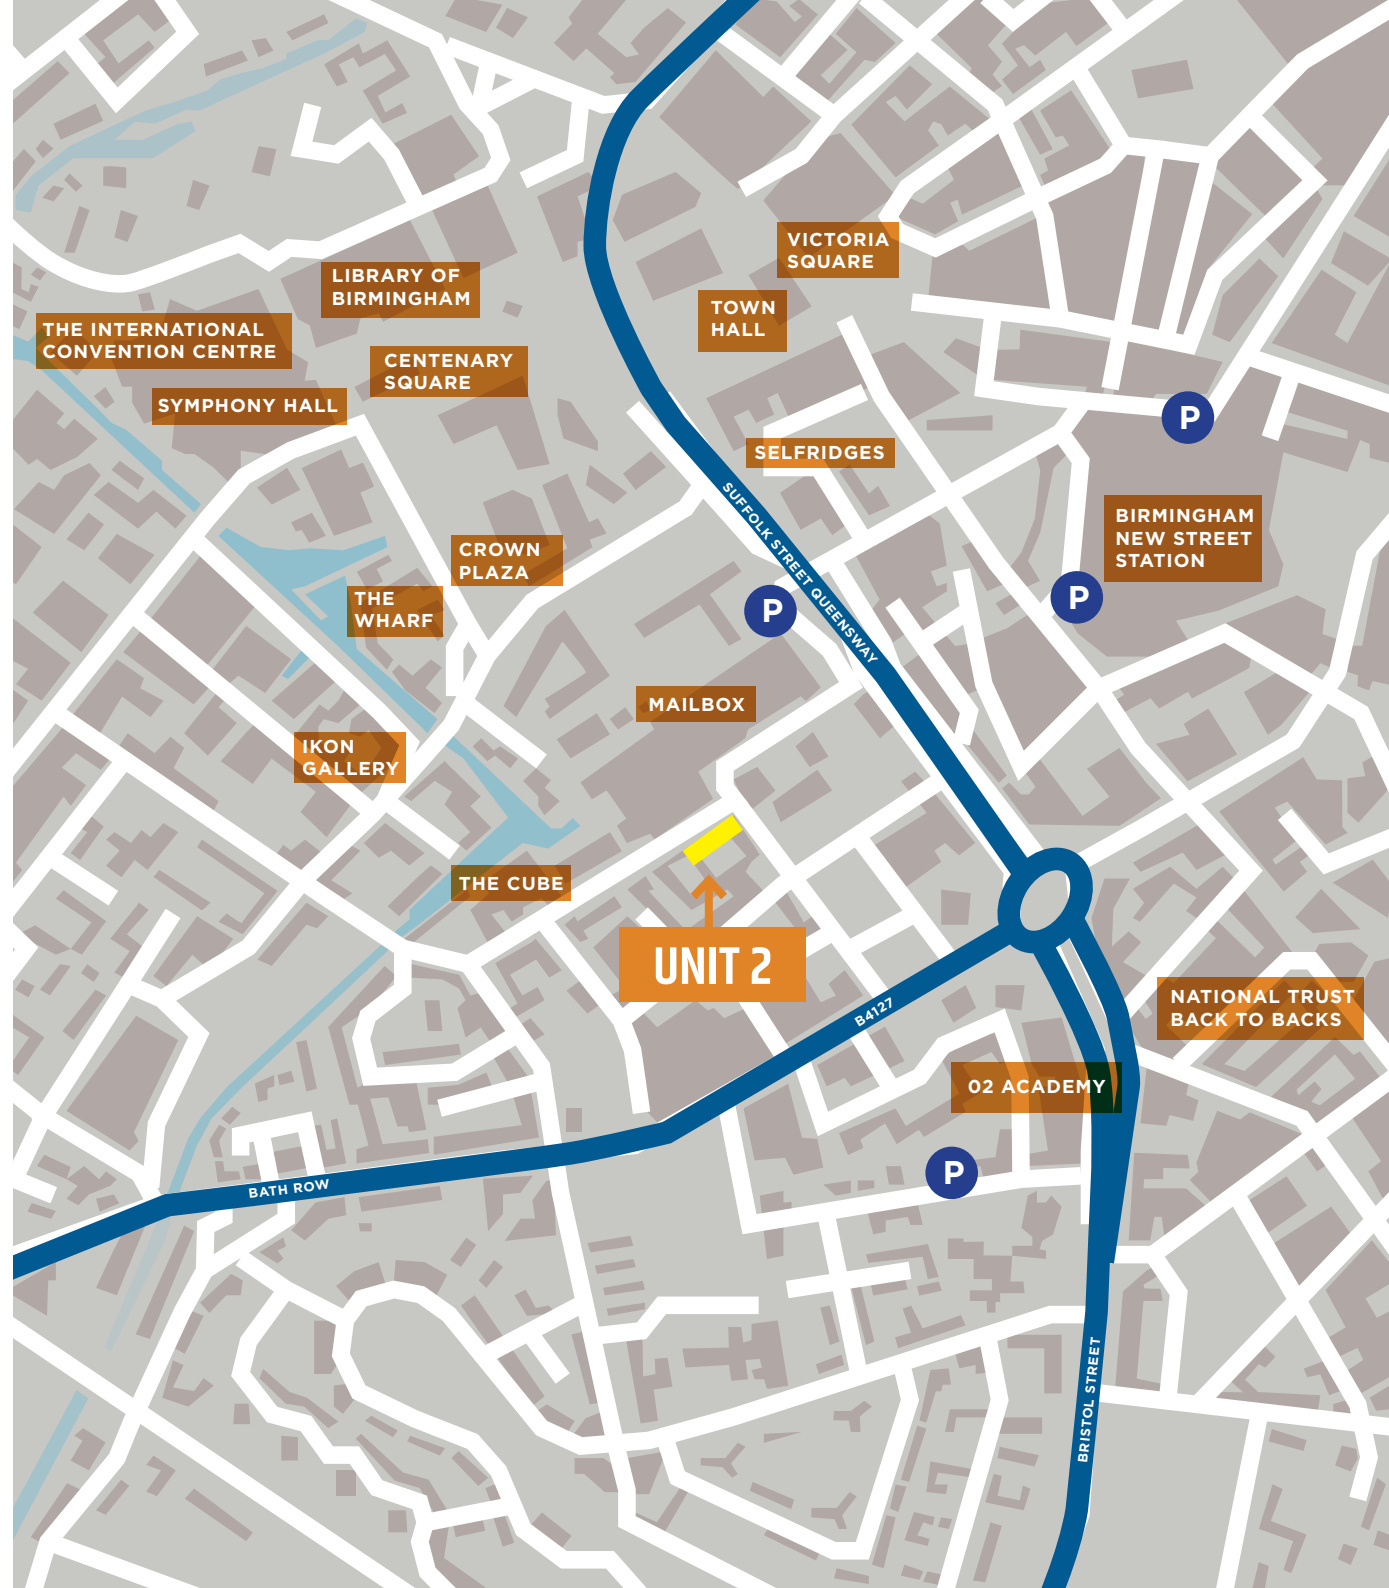 VICTORIA
SQUARE
LIBRARY OF
BIRMINGHAM
TOWN
HALL
THE INTERNATIONAL
CONVENTION CENTRE
CENTENARY
SQUARE
SYMPHONY HALL
P
SELFRIDGES
SUFFOLK STREET QUEENSWAY
BIRMINGHAM
NEW STREET
STATION
CROWN
PLAZA
THE
WHARF
P
P
MAILBOX
IKON
GALLERY
THE CUBE
UNIT 2
B4127
NATIONAL TRUST
BACK TO BACKS
02 ACADEMY
P
BATH ROW
BRISTOL STREET